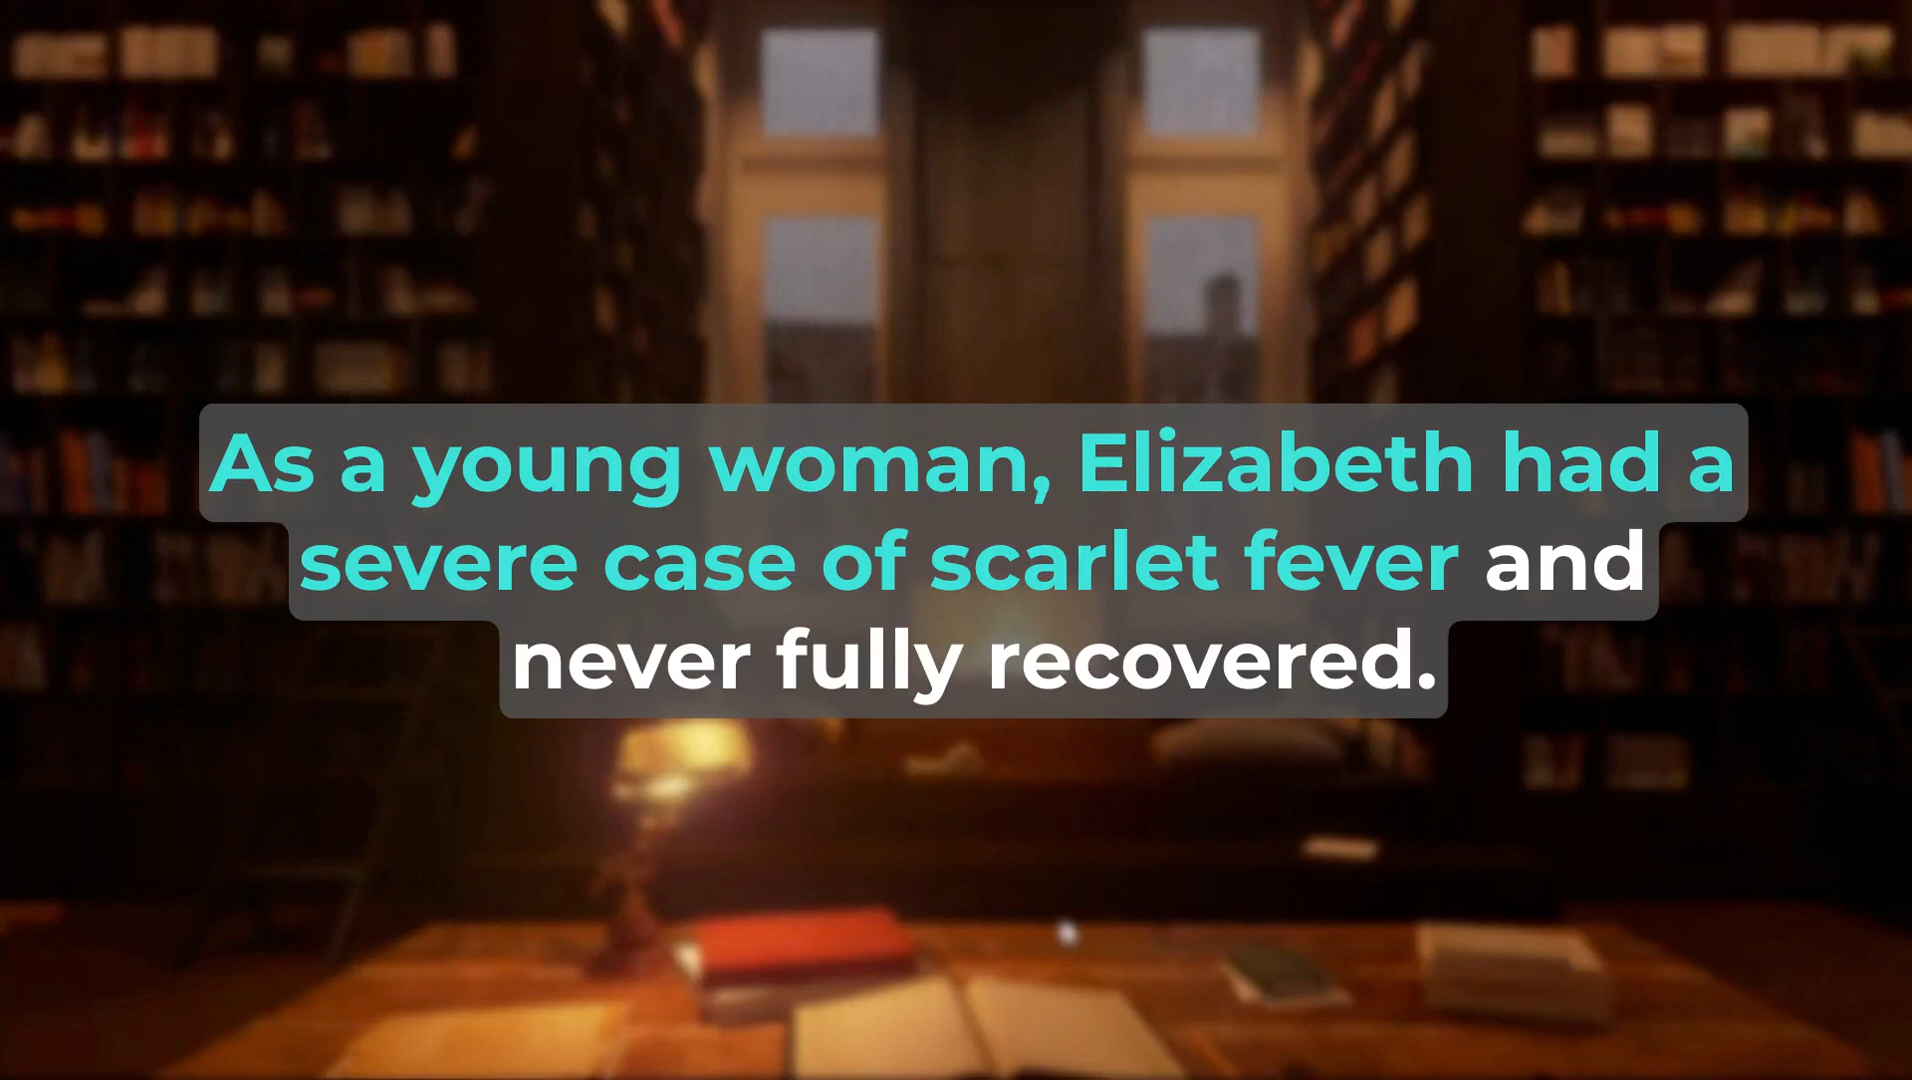 As a young woman, Elizabeth had a
severe case of scarlet fever and
never fully recovered.